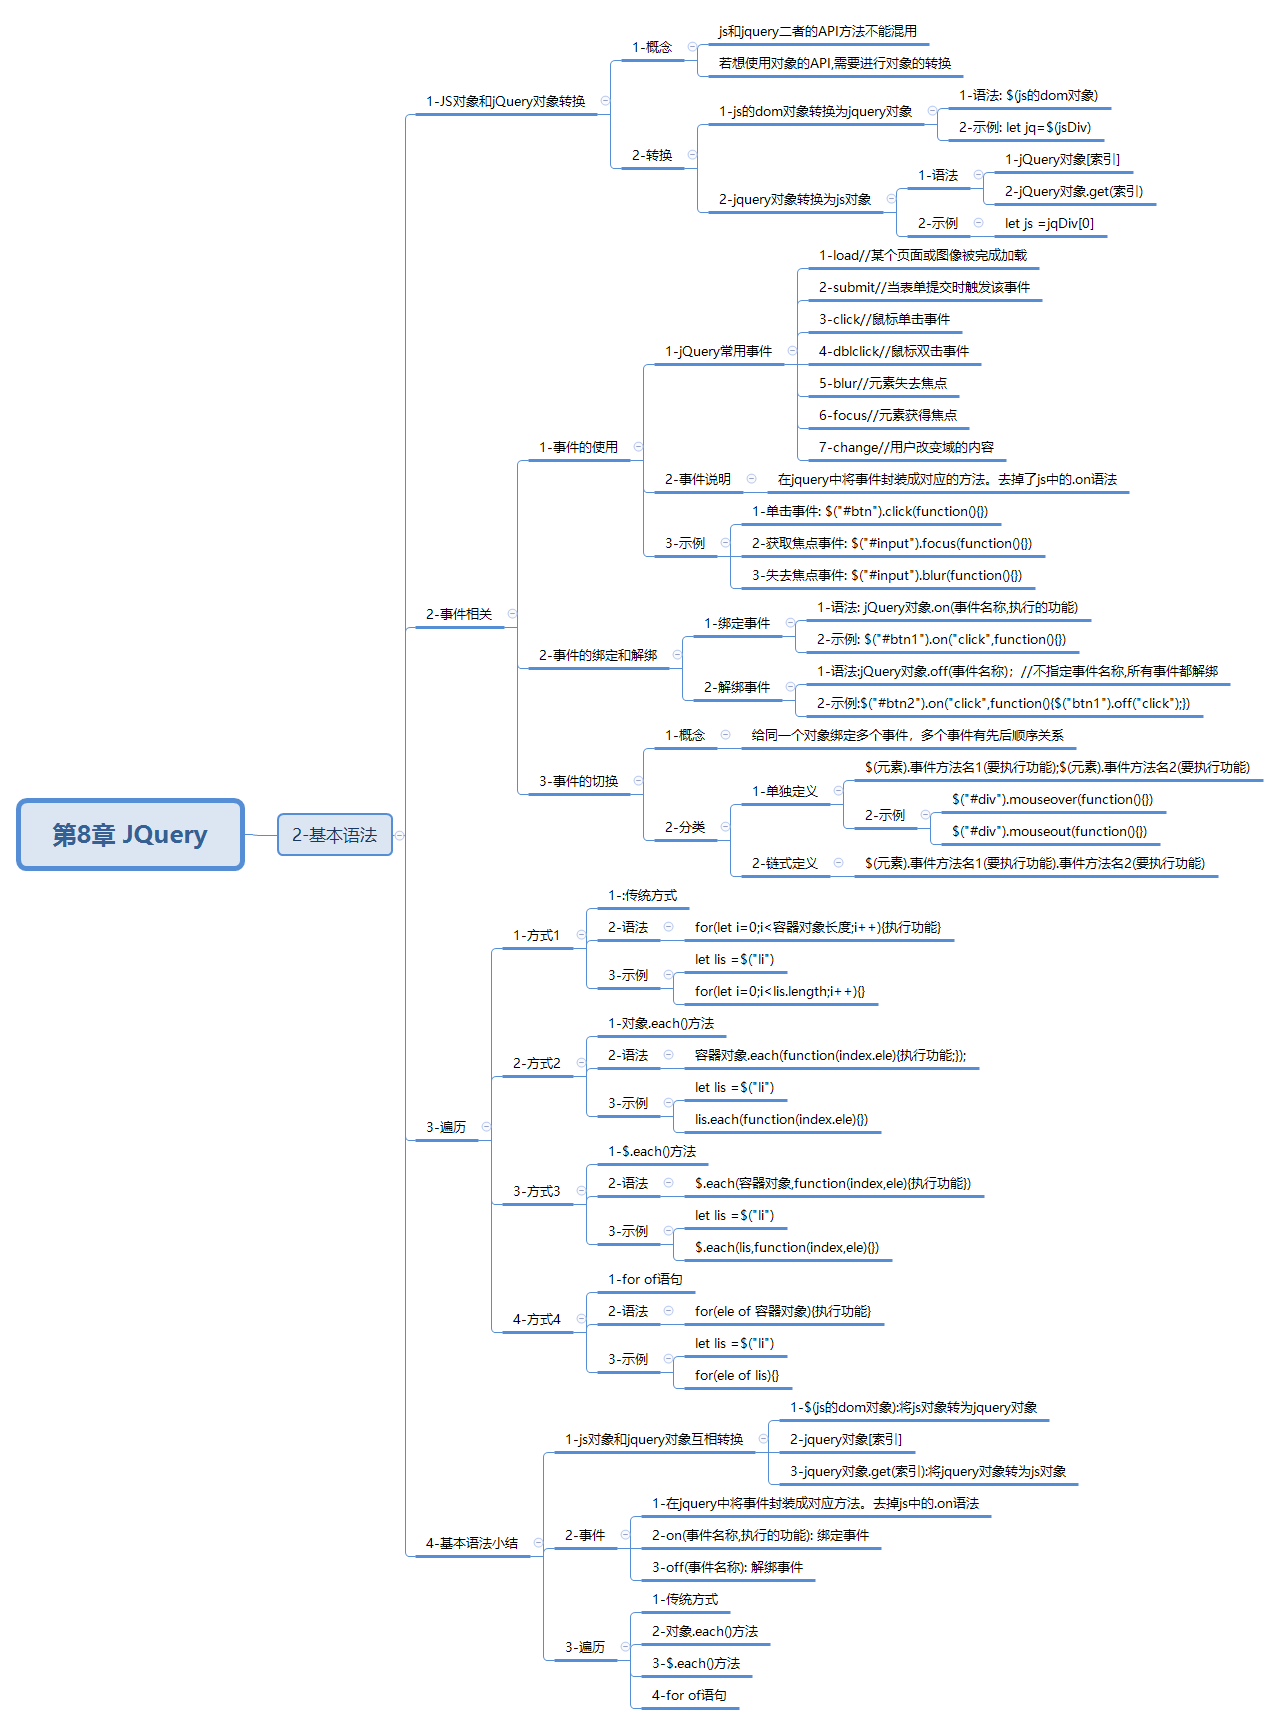 第8章 JQuery
2-基本语法
1-JS对象和jQuery对象转换
1-概念
js和jquery二者的API方法不能混用
若想使用对象的API,需要进行对象的转换
2-转换
1-js的dom对象转换为jquery对象
1-语法: $(js的dom对象)
2-示例: let jq=$(jsDiv)
2-jquery对象转换为js对象
1-语法
1-jQuery对象[索引]
2-jQuery对象.get(索引)
2-示例
let js =jqDiv[0]
2-事件相关
1-事件的使用
1-jQuery常用事件
1-load//某个页面或图像被完成加载
2-submit//当表单提交时触发该事件
3-click//鼠标单击事件
4-dblclick//鼠标双击事件
5-blur//元素失去焦点
6-focus//元素获得焦点
7-change//用户改变域的内容
2-事件说明
在jquery中将事件封装成对应的方法。去掉了js中的.on语法
3-示例
1-单击事件: $("#btn").click(function(){})
2-获取焦点事件: $("#input").focus(function(){})
3-失去焦点事件: $("#input").blur(function(){})
2-事件的绑定和解绑
1-绑定事件
1-语法: jQuery对象.on(事件名称,执行的功能)
2-示例: $("#btn1").on("click",function(){})
2-解绑事件
1-语法:jQuery对象.off(事件名称)；//不指定事件名称,所有事件都解绑
2-示例:$("#btn2").on("click",function(){$("btn1").off("click");})
3-事件的切换
1-概念
给同一个对象绑定多个事件，多个事件有先后顺序关系
2-分类
1-单独定义
$(元素).事件方法名1(要执行功能);$(元素).事件方法名2(要执行功能)
2-示例
$("#div").mouseover(function(){})
$("#div").mouseout(function(){})
2-链式定义
$(元素).事件方法名1(要执行功能).事件方法名2(要执行功能)
3-遍历
1-方式1
1-:传统方式
2-语法
for(let i=0;i<容器对象长度;i++){执行功能}
3-示例
let lis =$("li")
for(let i=0;i<lis.length;i++){}
2-方式2
1-对象.each()方法
2-语法
容器对象.each(function(index.ele){执行功能;});
3-示例
let lis =$("li")
lis.each(function(index.ele){})
3-方式3
1-$.each()方法
2-语法
$.each(容器对象,function(index,ele){执行功能})
3-示例
let lis =$("li")
$.each(lis,function(index,ele){})
4-方式4
1-for of语句
2-语法
for(ele of 容器对象){执行功能}
3-示例
let lis =$("li")
for(ele of lis){}
4-基本语法小结
1-js对象和jquery对象互相转换
1-$(js的dom对象):将js对象转为jquery对象
2-jquery对象[索引]
3-jquery对象.get(索引):将jquery对象转为js对象
2-事件
1-在jquery中将事件封装成对应方法。去掉js中的.on语法
2-on(事件名称,执行的功能): 绑定事件
3-off(事件名称): 解绑事件
3-遍历
1-传统方式
2-对象.each()方法
3-$.each()方法
4-for of语句